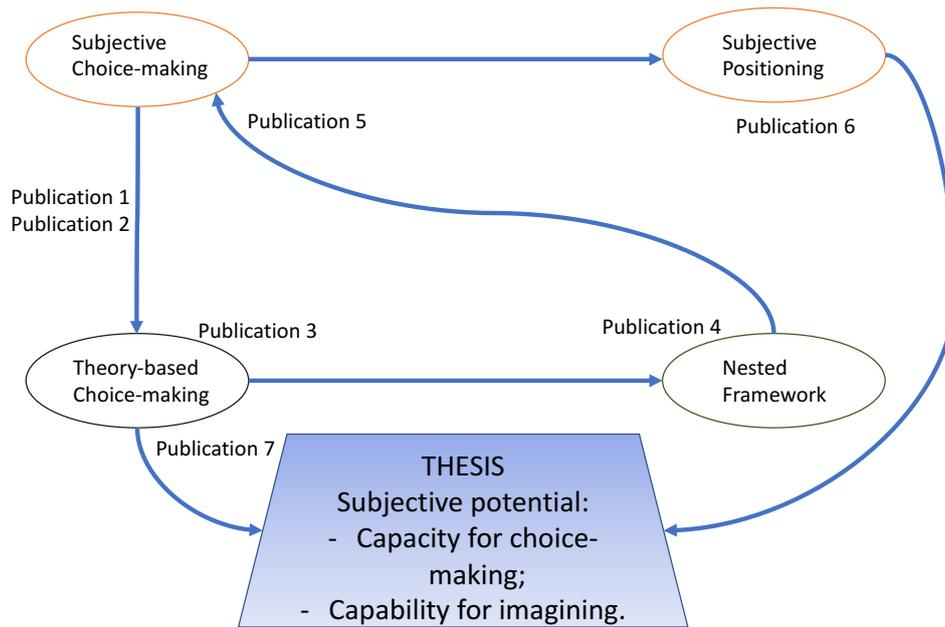 Subjective
Choice-making
Subjective
Positioning
Publication 5
Publication 6
Publication 1
Publication 2
Publication 3
Publication 4
Theory-based
Choice-making
Nested
Framework
Publication 7
THESIS
Subjective potential:
- Capacity for choice-
making;
- Capability for imagining.